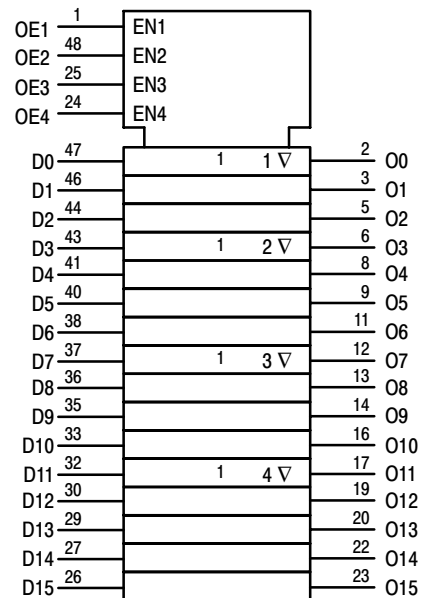 OE1 1 EN1
OE2 48 EN2
OE3 25 EN3
OE4 24 EN4
D0 47 1 1 ∇ 2 O0
D1 46 3 O1
D2 44 5 O2
D3 43 1 2 ∇ 6 O3
D4 41 8 O4
D5 40 9 O5
D6 38 11 O6
D7 37 1 3 ∇ 12 O7
D8 36 13 O8
D9 35 14 O9
D10 33 16 O10
D11 32 1 4 ∇ 17 O11
D12 30 19 O12
D13 29 20 O13
D14 27 22 O14
D15 26 23 O15